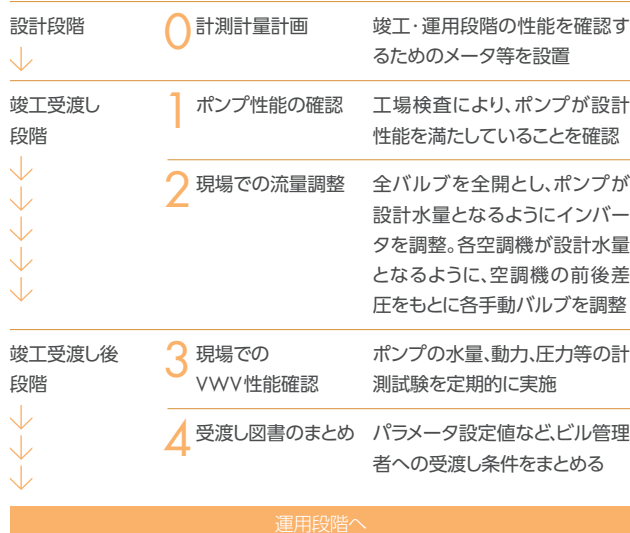 設計段階
0 計測計量計画
竣工・運用段階の性能を確認す
るためのメータ等を設置
竣工受渡し
段階
1 ポンプ性能の確認
工場検査により、ポンプが設計
性能を満たしていることを確認
2 現場での流量調整
全バルブを全開とし、ポンプが
設計水量となるようにインバー
タを調整。各空調機が設計水量
となるように、空調機の前後差
圧をもとに各手動バルブを調整
竣工受渡し後
段階
3 現場での
VWV性能確認
ポンプの水量、動力、圧力等の計
測試験を定期的に実施
4 受渡し図書のまとめ
パラメータ設定値など、ビル管理
者への受渡し条件をまとめる
運用段階へ